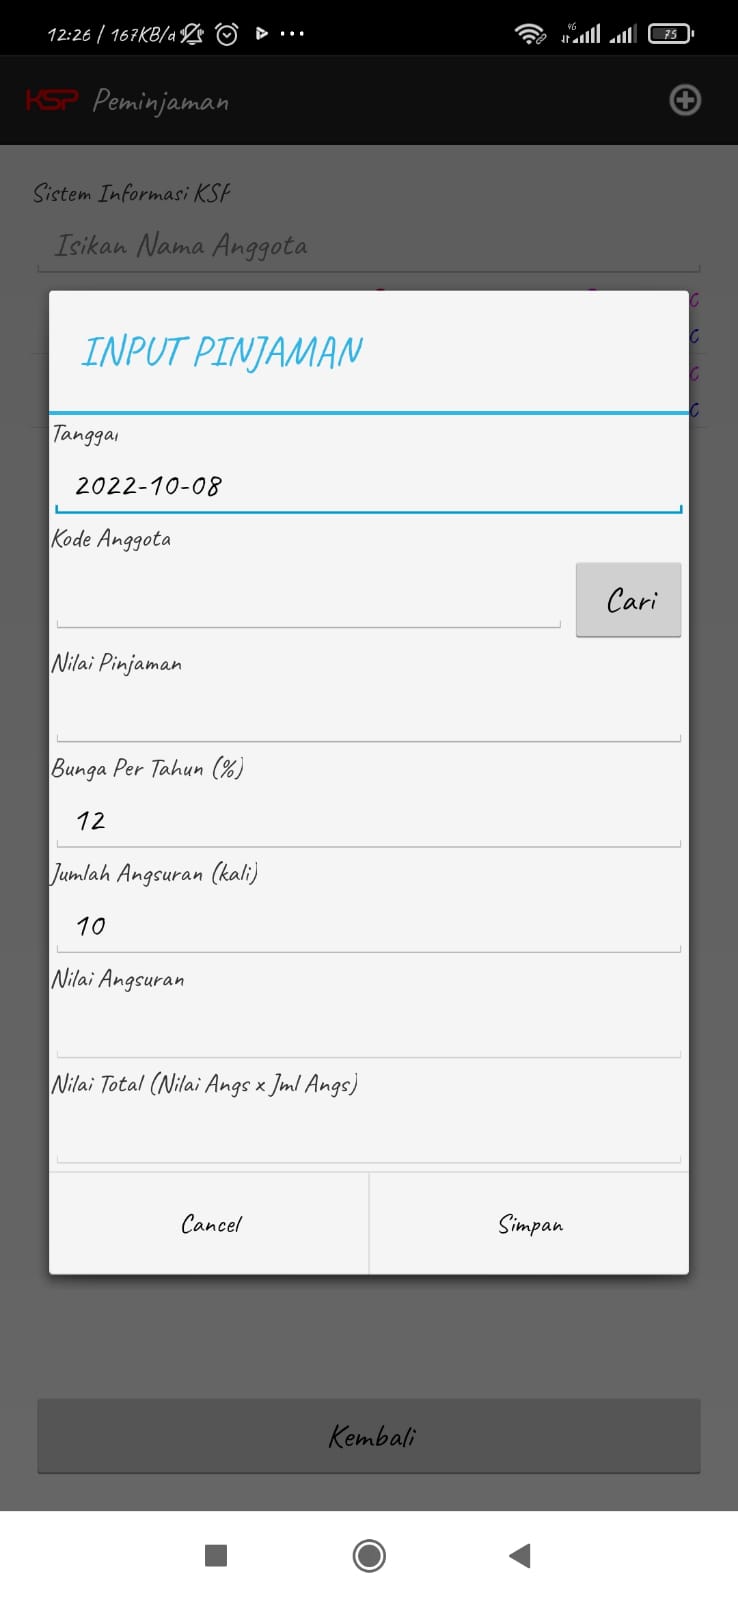 12:26 / 167KB/d
4G
75
KSP Peminjaman
Sistem Informasi KSP
Isikan Nama Anggota
INPUT PINJAMAN
Tanggal
2022-10-08
Kode Anggota
Cari
Nilai Pinjaman
Bunga Per Tahun (%)
12
Jumlah Angsuran (kali)
10
Nilai Angsuran
Nilai Total (Nilai Angs x Jml Angs)
Cancel
Simpan
Kembali